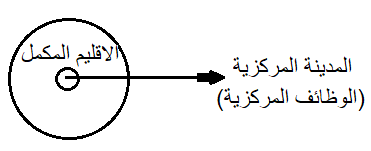 الاقليم المكمل
المدينة المركزية
(الوظائف المركزية)